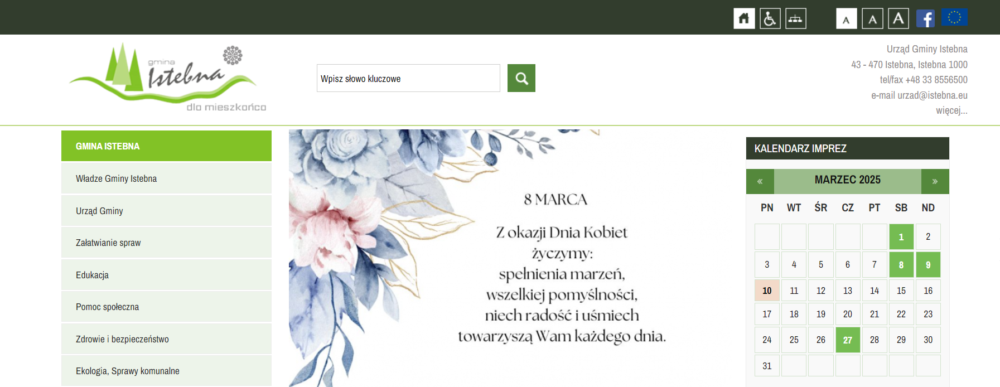 A A A f
gmina
Istebna
dla mieszkańca
Wpisz słowo kluczowe
Urząd Gminy Istebna
43 - 470 Istebna, Istebna 1000
tel/fax +48 33 8556500
e-mail urzad@istebna.eu
więcej...
GMINA ISTEBNA
Władze Gminy Istebna
Urząd Gminy
Załatwianie spraw
Edukacja
Pomoc społeczna
Zdrowie i bezpieczeństwo
Ekologia, Sprawy komunalne
8 MARCA
Z okazji Dnia Kobiet
życzymy:
spełnienia marzeń,
wszelkiej pomyślności,
niech radość i uśmiech
towarzyszą Wam każdego dnia.
KALENDARZ IMPREZ
« MARZEC 2025 »
PN WT ŚR CZ PT SB ND
1 2
3 4 5 6 7 8 9
10 11 12 13 14 15 16
17 18 19 20 21 22 23
24 25 26 27 28 29 30
31